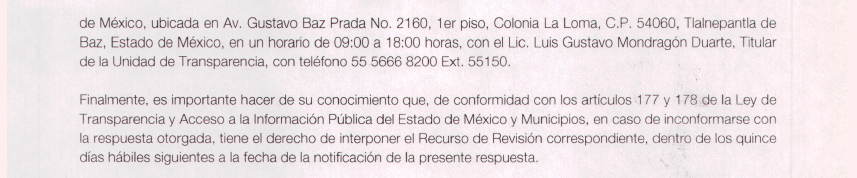 de México, ubicada en Av. Gustavo Baz Prada No. 2160, 1er piso, Colonia La Loma, C.P. 54060, Tlalnepantla de
Baz, Estado de México, en un horario de 09:00 a 18:00 horas, con el Lic. Luis Gustavo Mondragón Duarte, Titular
de la Unidad de Transparencia, con teléfono 55 5666 8200 Ext. 55150.
Finalmente, es importante hacer de su conocimiento que, de conformidad con los artículos 177 y 178 de la Ley de
Transparencia y Acceso a la Información Pública del Estado de México y Municipios, en caso de inconformarse con
la respuesta otorgada, tiene el derecho de interponer el Recurso de Revisión correspondiente, dentro de los quince
días hábiles siguientes a la fecha de la notificación de la presente respuesta.